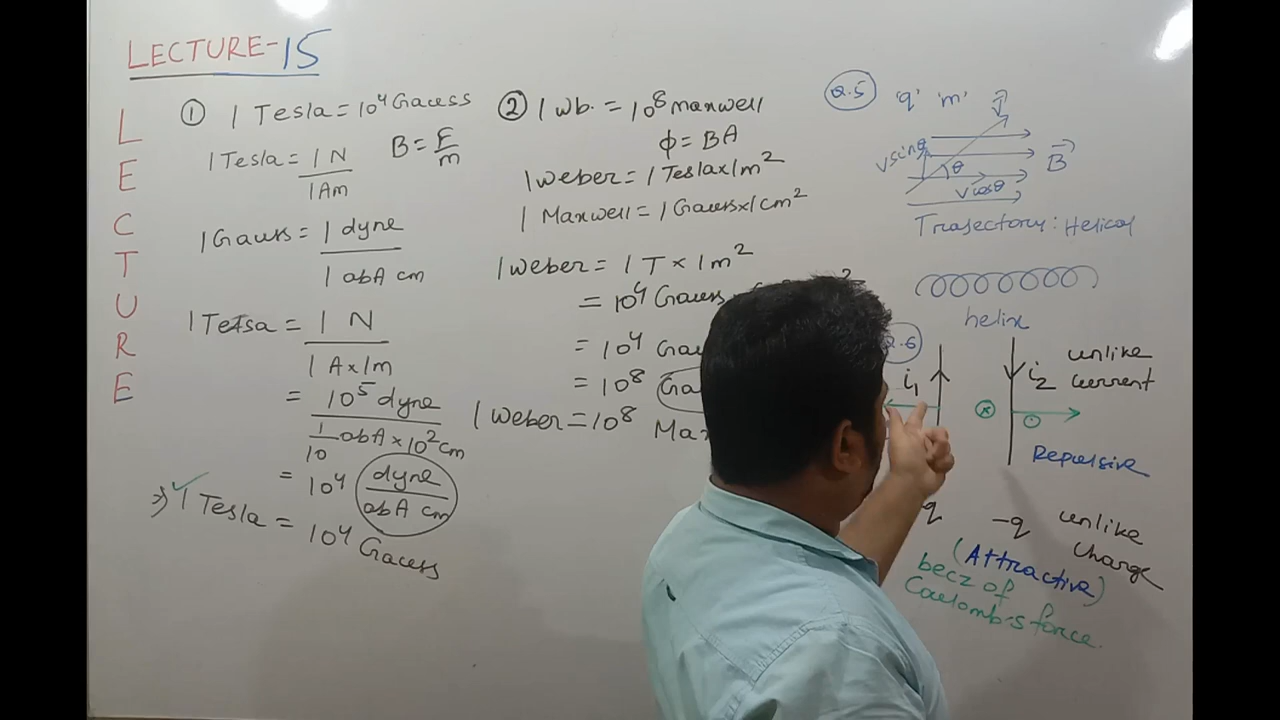 LECTURE-15
LECTURE
① 1 Tesla = 10⁴ Gauss
B = F/m
1 Tesla = 1 N / 1 Am
1 Gauss = 1 dyne / 1 abA cm
1 Tesla = 1 N / 1 A x 1m
= 10⁵ dyne / 1/10 abA x 10² cm
= 10⁴ dyne / abA cm
⇒ 1 Tesla = 10⁴ Gauss
② 1 wb. = 10⁸ maxwell
ϕ = BA
1 weber = 1 Tesla x 1 m²
1 Maxwell = 1 Gauss x 1 cm²
1 weber = 1 T x 1 m²
= 10⁴ Gauss
= 10⁴
= 10⁸
1 weber = 10⁸
Q.5 'q' 'm' V
vsinθ θ B
vcosθ
Trajectory: Helical
helix
i₁ i₂ unlike
current
Repulsive
q -q unlike
charge
(Attractive)
becz of
Coulomb's force.